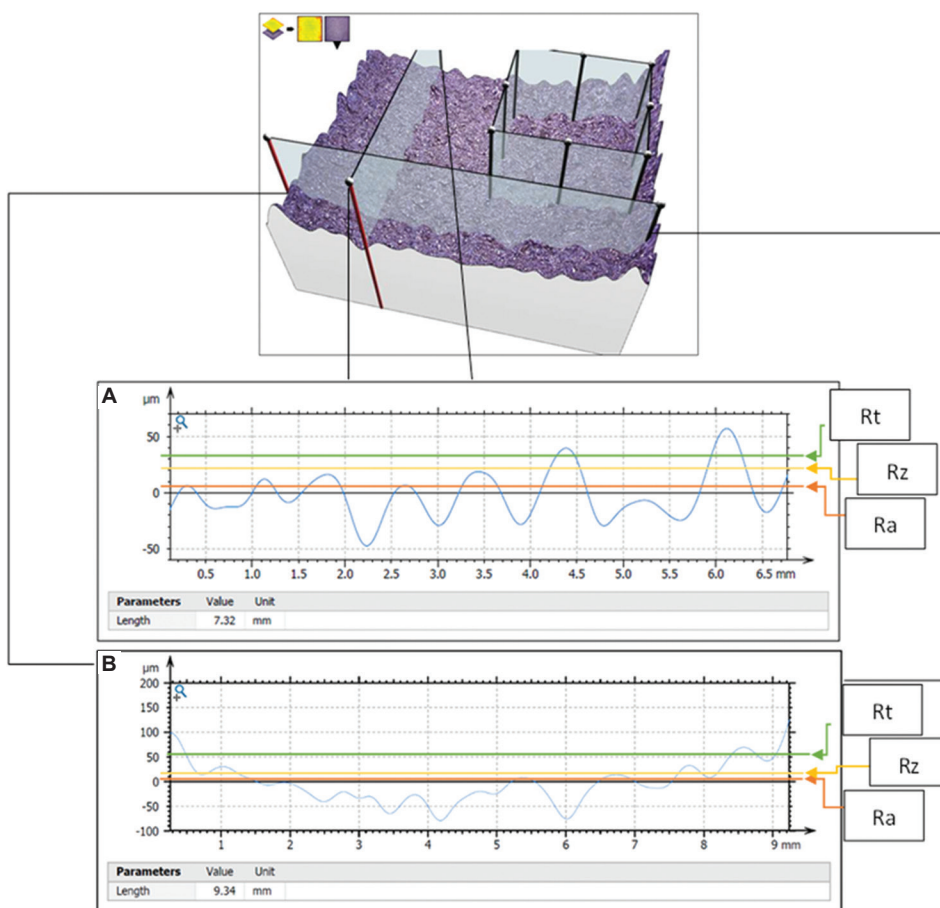 A
µm
50
0
-50
0.5 1.0 1.5 2.0 2.5 3.0 3.5 4.0 4.5 5.0 5.5 6.0 6.5 mm
Rt
Rz
Ra
Parameters Value Unit
Length 7.32 mm
B
µm
200
150
100
50
0
-50
-100
1 2 3 4 5 6 7 8 9 mm
Rt
Rz
Ra
Parameters Value Unit
Length 9.34 mm